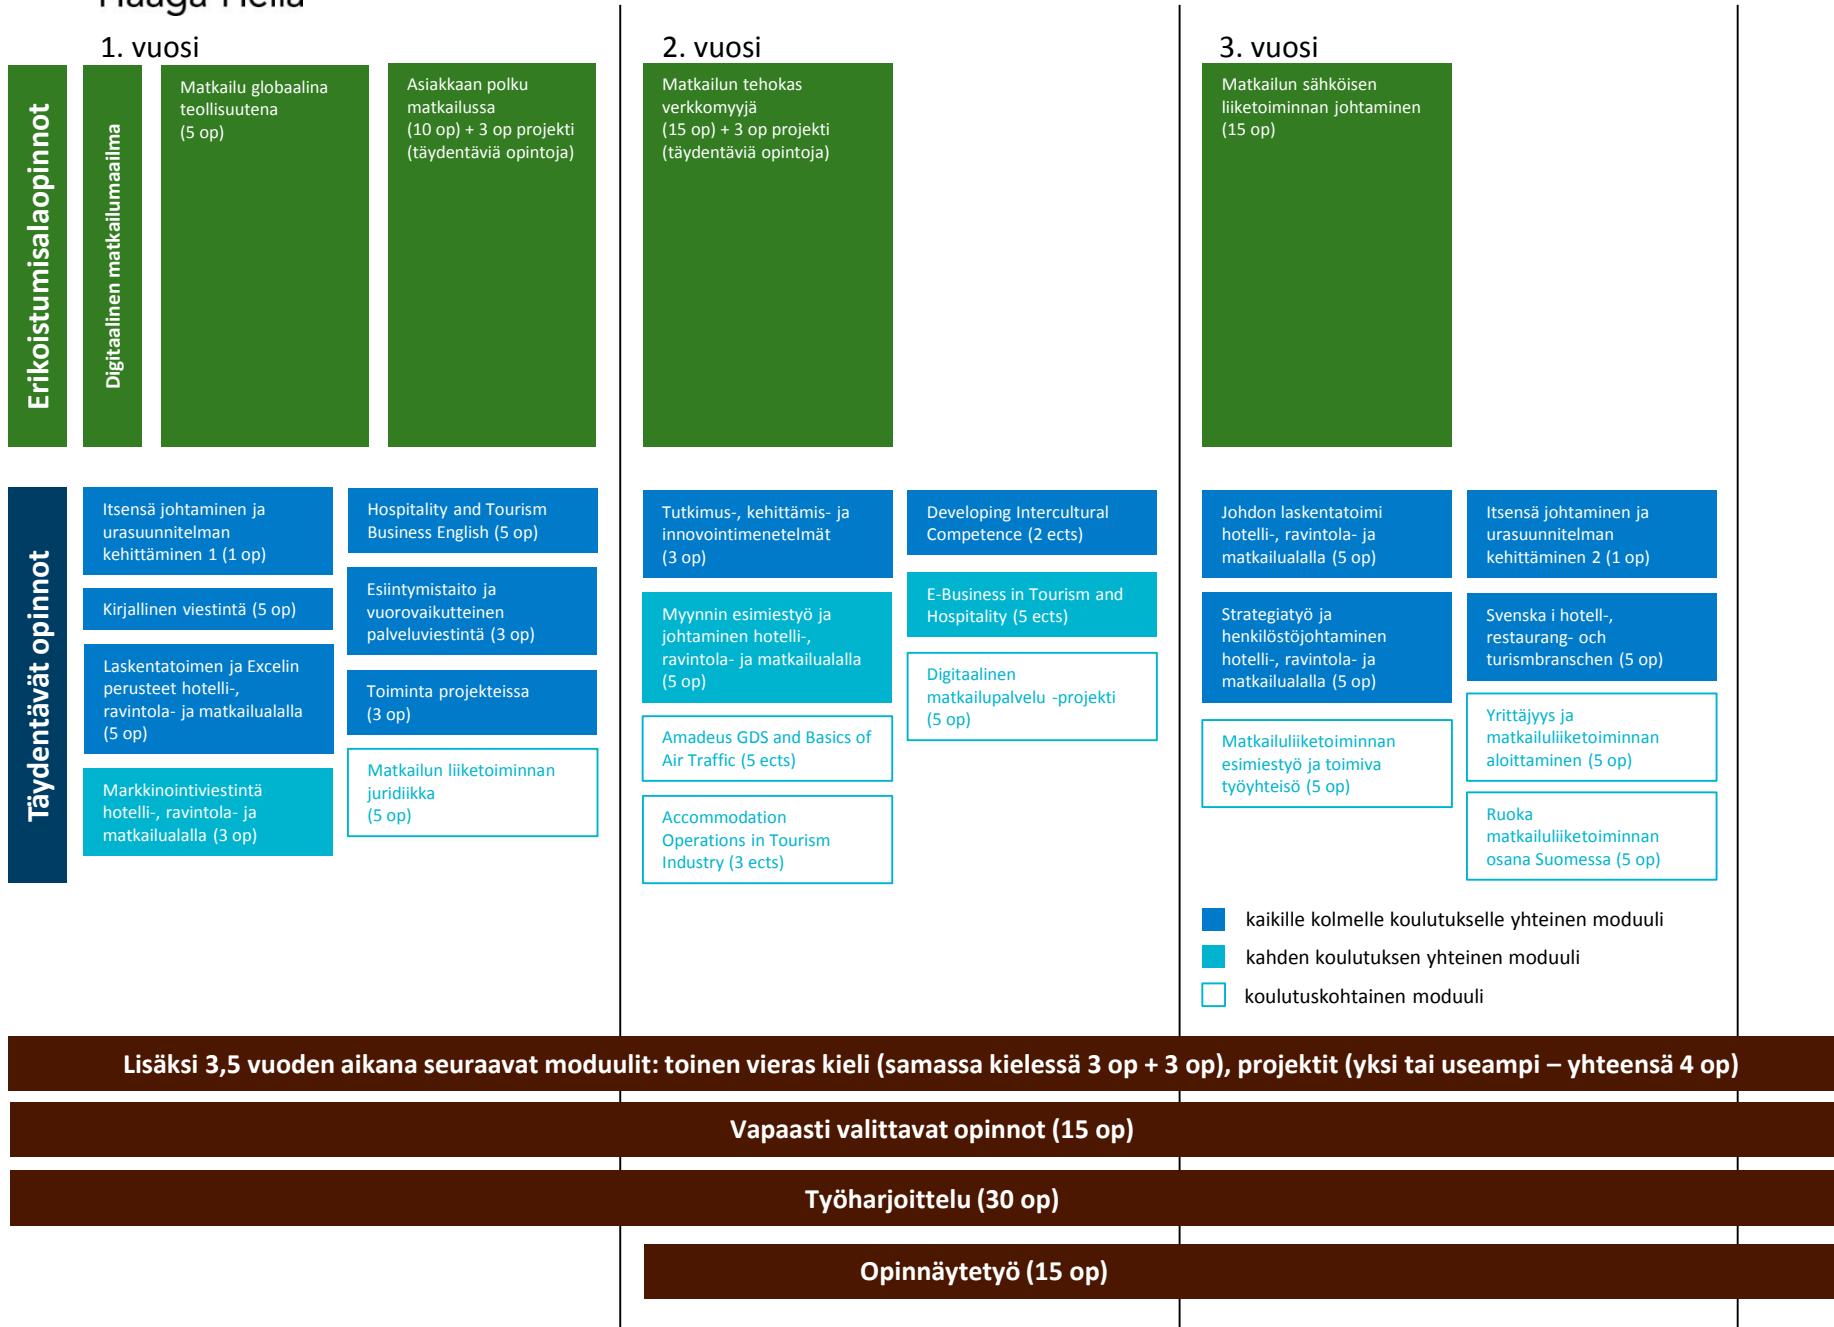 Haaga-Helia
1. vuosi
2. vuosi
3. vuosi
Erikoistumisalaopinnot
Digitaalinen matkailumaailma
Matkailu globaalina
teollisuutena
(5 op)
Asiakkaan polku
matkailussa
(10 op) + 3 op projekti
(täydentäviä opintoja)
Matkailun tehokas
verkkomyyjä
(15 op) + 3 op projekti
(täydentäviä opintoja)
Matkailun sähköisen
liiketoiminnan johtaminen
(15 op)
Täydentävät opinnot
Itsensä johtaminen ja
urasuunnitelman
kehittäminen 1 (1 op)
Kirjallinen viestintä (5 op)
Laskentatoimen ja Excelin
perusteet hotelli-,
ravintola- ja matkailualalla
(5 op)
Markkinointiviestintä
hotelli-, ravintola- ja
matkailualalla (3 op)
Hospitality and Tourism
Business English (5 op)
Esiintymistaito ja
vuorovaikutteinen
palveluviestintä (3 op)
Toiminta projekteissa
(3 op)
Matkailun liiketoiminnan
juridiikka
(5 op)
Tutkimus-, kehittämis- ja
innovointimenetelmät
(3 op)
Myynnin esimiestyö ja
johtaminen hotelli-,
ravintola- ja matkailualalla
(5 op)
Amadeus GDS and Basics of
Air Traffic (5 ects)
Accommodation
Operations in Tourism
Industry (3 ects)
Developing Intercultural
Competence (2 ects)
E-Business in Tourism and
Hospitality (5 ects)
Digitaalinen
matkailupalvelu -projekti
(5 op)
Johdon laskentatoimi
hotelli-, ravintola- ja
matkailualalla (5 op)
Strategiatyö ja
henkilöstöjohtaminen
hotelli-, ravintola- ja
matkailualalla (5 op)
Matkailuliiketoiminnan
esimiestyö ja toimiva
työyhteisö (5 op)
Itsensä johtaminen ja
urasuunnitelman
kehittäminen 2 (1 op)
Svenska i hotell-,
restaurang- och
turismbranschen (5 op)
Yrittäjyys ja
matkailuliiketoiminnan
aloittaminen (5 op)
Ruoka
matkailuliiketoiminnan
osana Suomessa (5 op)
kaikille kolmelle koulutukselle yhteinen moduuli
kahden koulutuksen yhteinen moduuli
koulutuskohtainen moduuli
Lisäksi 3,5 vuoden aikana seuraavat moduulit: toinen vieras kieli (samassa kielessä 3 op + 3 op), projektit (yksi tai useampi – yhteensä 4 op)
Vapaasti valittavat opinnot (15 op)
Työharjoittelu (30 op)
Opinnäytetyö (15 op)